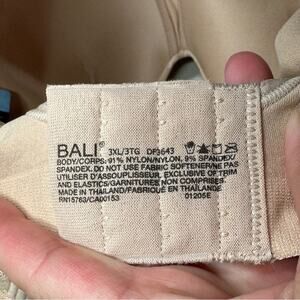 BALI® 3XL/3TG DF3643
BODY/CORPS: 91% NYLON/NYLON, 9% SPANDEX/
SPANDEX. DO NOT USE FABRIC SOFTENER/NE PAS
UTILISER D'ASSOUPLISSEUR. EXCLUSIVE OF TRIM
AND ELASTICS/GARNITURES NON COMPRISES.
MADE IN THAILAND/FABRIQUÉ EN THAÏLANDE
RN15763/CA00153 01205E